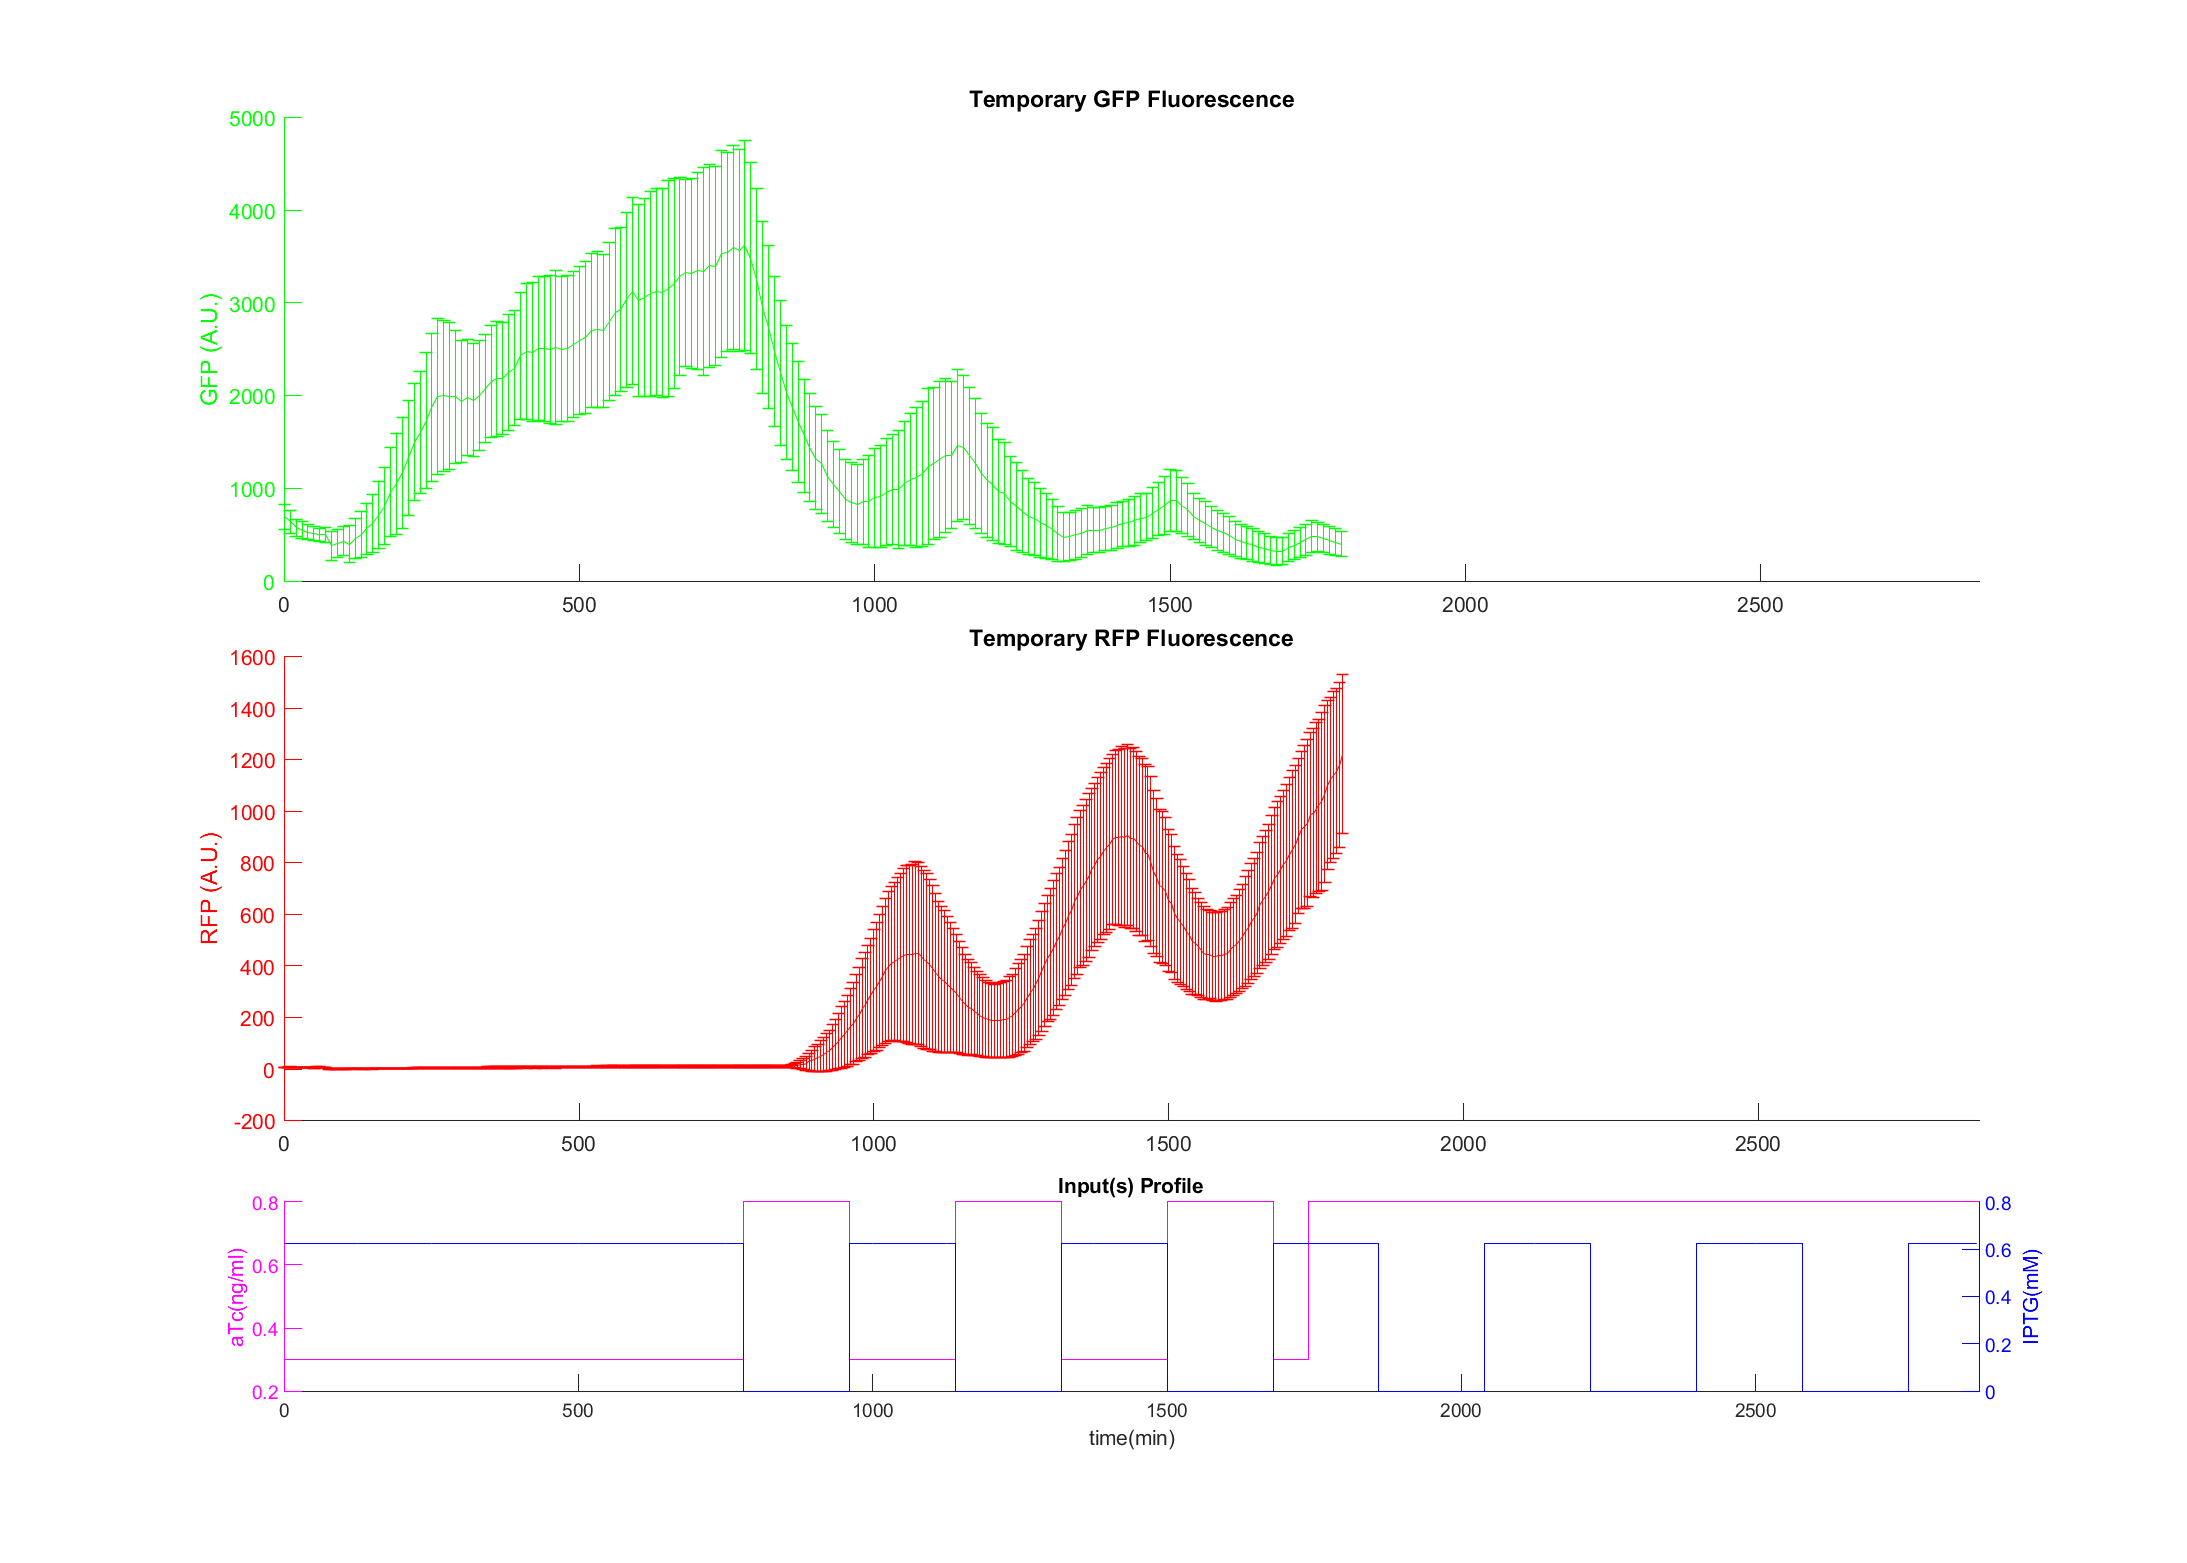 Temporary GFP Fluorescence
5000
4000
3000
2000
1000
0
GFP (A.U.)
0 500 1000 1500 2000 2500
Temporary RFP Fluorescence
1600
1400
1200
1000
800
600
400
200
0
-200
RFP (A.U.)
0 500 1000 1500 2000 2500
Input(s) Profile
0.8
0.6
0.4
0.2
aTc(ng/ml)
0.8
0.6
0.4
0.2
0
IPTG(mM)
0 500 1000 1500 2000 2500
time(min)